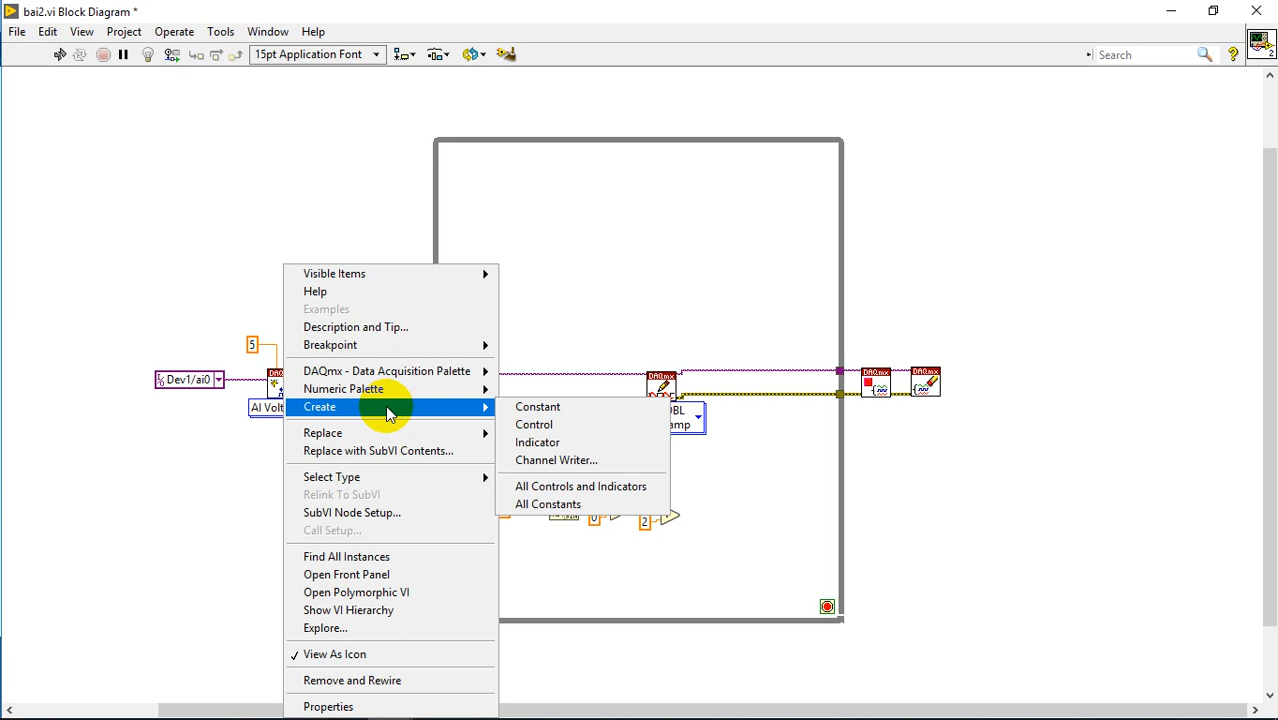 bai2.vi Block Diagram *
File Edit View Project Operate Tools Window Help
15pt Application Font
Search
2
Visible Items
Help
Examples
Description and Tip...
Breakpoint
5
DAQmx - Data Acquisition Palette
Dev1/ai0
Numeric Palette
DAQmx
DAQmx
DAQmx
AI Volt
Create
Constant
Control
Indicator
Channel Writer...
DBL
amp
Replace
Replace with SubVI Contents...
Select Type
All Controls and Indicators
Relink To SubVI
All Constants
SubVI Node Setup...
0
2
Call Setup...
Find All Instances
Open Front Panel
Open Polymorphic VI
Show VI Hierarchy
Explore...
View As Icon
Remove and Rewire
Properties